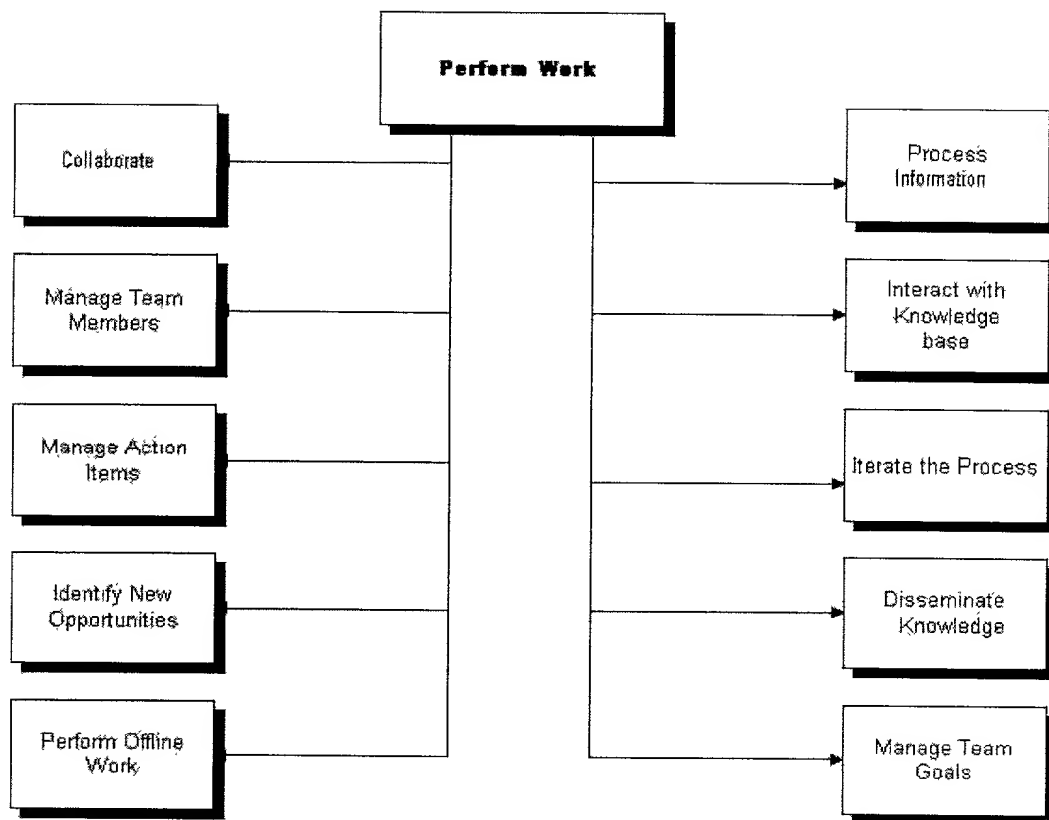 Perform Work
Collaborate
Manage Team
Members
Manage Action
Items
Identify New
Opportunities
Perform Offline
Work
Process
Information
Interact with
Knowledge
base
Iterate the Process
Disseminate
Knowledge
Manage Team
Goals